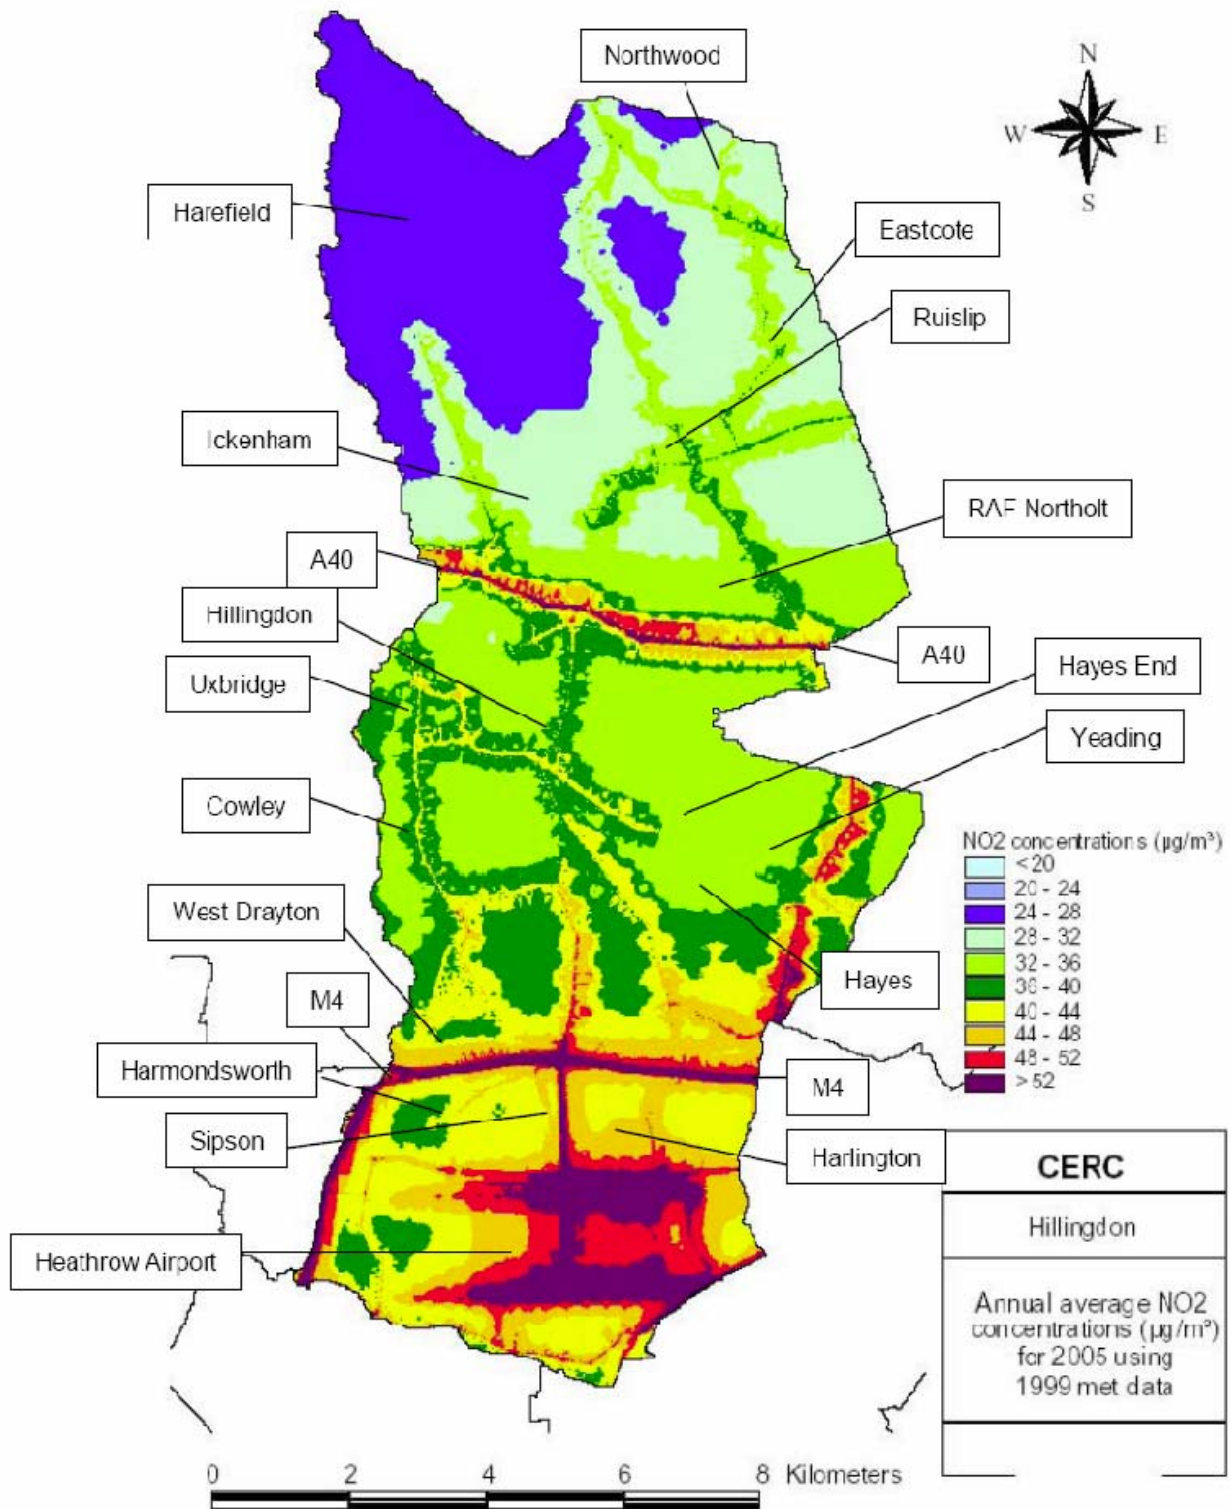 Northwood
N
W
E
S
Harefield
Eastcote
Ruislip
Ickenham
RAF Northolt
A40
Hillingdon
A40
Hayes End
Uxbridge
Yeading
Cowley
NO2 concentrations (µg/m³)
<20
20 - 24
24 - 28
28 - 32
32 - 36
36 - 40
40 - 44
44 - 48
48 - 52
>52
West Drayton
Hayes
M4
Harmondsworth
M4
Sipson
Harlington
CERC
Hillingdon
Heathrow Airport
Annual average NO2
concentrations (µg/m³)
for 2005 using
1999 met data
0 2 4 6 8 Kilometers